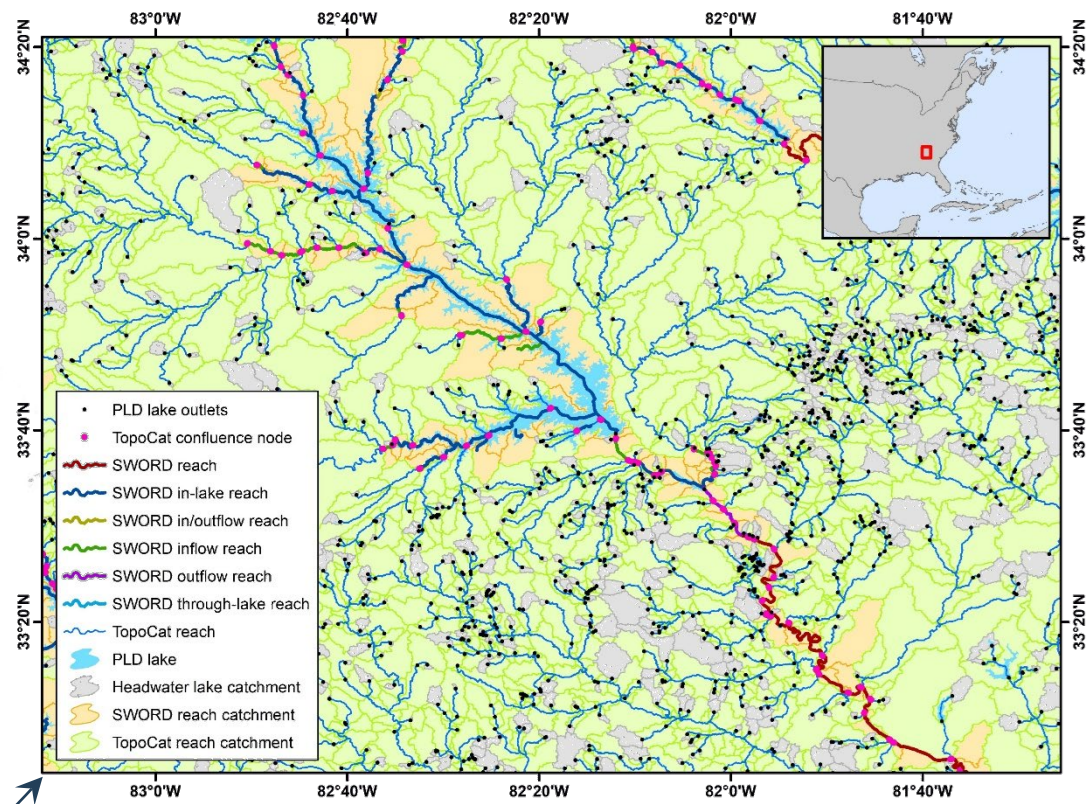 83°0'W 82°40'W 82°20'W 82°0'W 81°40'W
34°20'N 34°20'N
34°0'N 34°0'N
33°40'N 33°40'N
33°20'N 33°20'N
PLD lake outlets
TopoCat confluence node
SWORD reach
SWORD in-lake reach
SWORD in/outflow reach
SWORD inflow reach
SWORD outflow reach
SWORD through-lake reach
TopoCat reach
PLD lake
Headwater lake catchment
SWORD reach catchment
TopoCat reach catchment
83°0'W 82°40'W 82°20'W 82°0'W 81°40'W